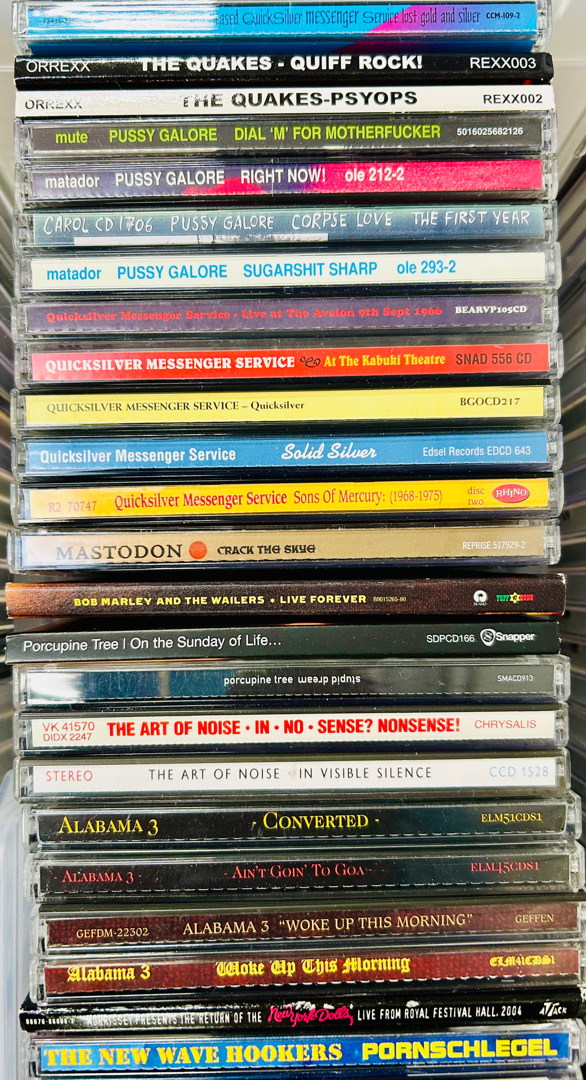 eased QuickSilver messenger Service lost gold and silver CCM-109-2
ORREXX THE QUAKES - QUIFF ROCK! REXX003
ORREXX THE QUAKES-PSYOPS REXX002
mute PUSSY GALORE DIAL 'M' FOR MOTHERFUCKER 5016025682126
matador PUSSY GALORE RIGHT NOW! ole 212-2
CAROL CD 1706 PUSSY GALORE CORPSE LOVE THE FIRST YEAR
matador PUSSY GALORE SUGARSHIT SHARP ole 293-2
Quicksilver Messenger Service - Live at The Avalon 9th Sept 1966 BEARVP105CD
QUICKSILVER MESSENGER SERVICE At The Kabuki Theatre SNAD 556 CD
QUICKSILVER MESSENGER SERVICE – Quicksilver BGOCD217
Quicksilver Messenger Service Solid Silver Edsel Records EDCD 643
R2 70747 Quicksilver Messenger Service Sons Of Mercury: (1968-1975) disc two RHINO
MASTODON CRACK THE SKYE REPRISE 517929-2
BOB MARLEY AND THE WAILERS • LIVE FOREVER B0015265-00 ISLAND TUFF GONG
Porcupine Tree | On the Sunday of Life... SDPCD166 Snapper
porcupine tree stupid dream SMACD913
VK 41570 DIDX 2247 THE ART OF NOISE • IN • NO • SENSE? NONSENSE! CHRYSALIS
STEREO THE ART OF NOISE IN VISIBLE SILENCE CCD 1528
ALABAMA 3 - CONVERTED - ELM51CDS1
ALABAMA 3 - AIN'T GOIN' TO GOA - ELM45CDS1
GEFDM-22302 ALABAMA 3 "WOKE UP THIS MORNING" GEFFEN
Alabama 3 Woke Up This Morning ELM41CDS1
MORRISSEY PRESENTS THE RETURN OF THE New York Dolls LIVE FROM ROYAL FESTIVAL HALL, 2004 ATTACK
THE NEW WAVE HOOKERS PORNSCHLEGEL